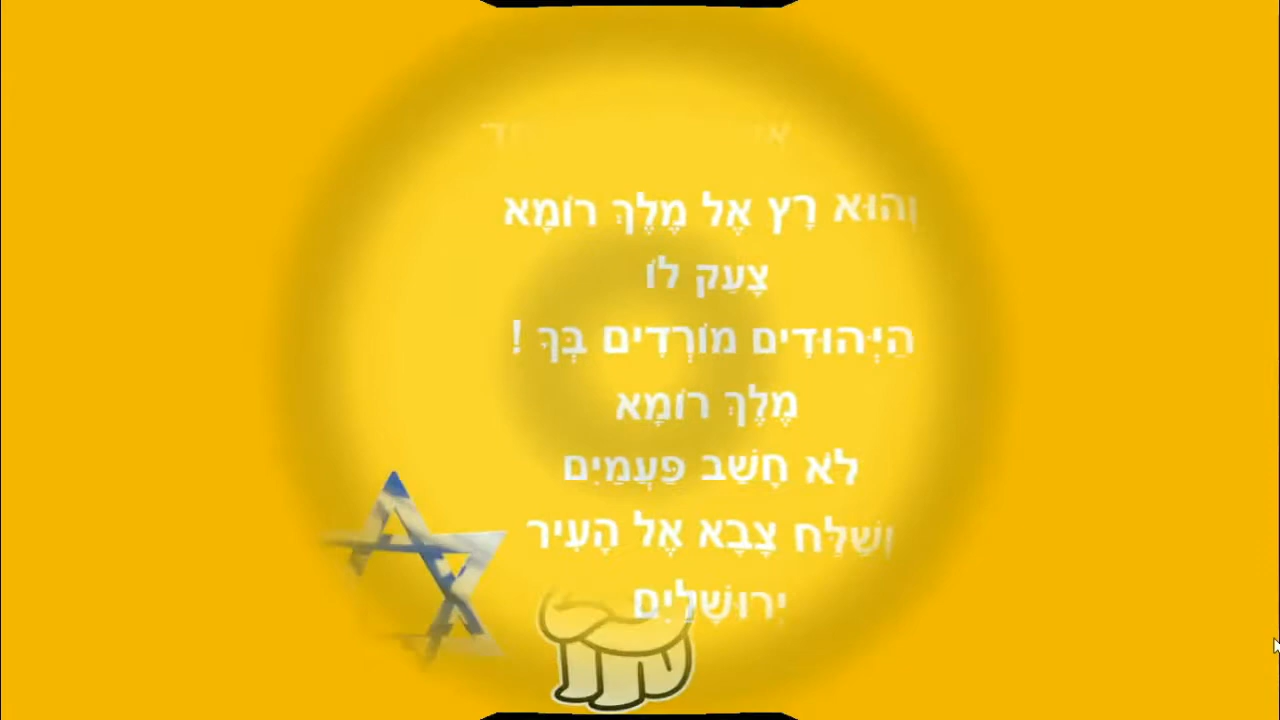 וְהוּא רָץ אֶל מֶלֶךְ רוֹמָא
צָעַק לוֹ
הַיְּהוּדִים מוֹרְדִים בְּךָ !
מֶלֶךְ רוֹמָא
לֹא חָשַׁב פַּעֲמַיִם
וְשַׁלַּח צָבָא אֶל הָעִיר
יְרוּשָׁלַיִם